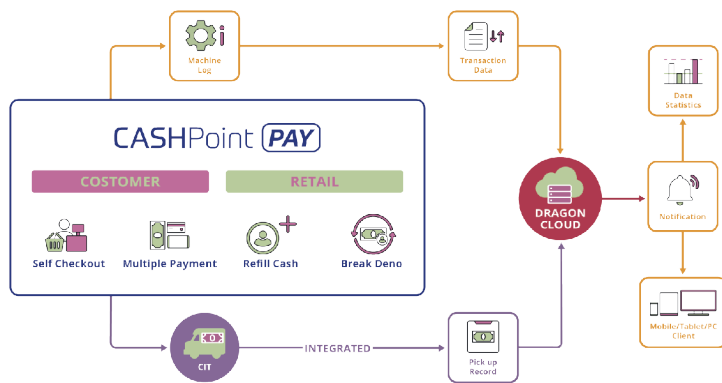 Machine
Log
Transaction
Data
Data
Statistics
CASHPoint PAY
COSTOMER
RETAIL
Self Checkout
Multiple Payment
Refill Cash
Break Deno
DRAGON
CLOUD
Notification
CIT
INTEGRATED
Pick up
Record
Mobile/Tablet/PC
Client